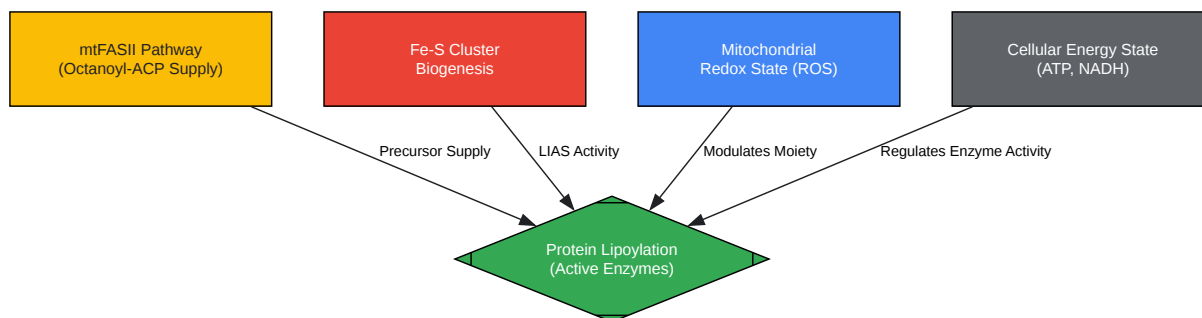 mtFASII Pathway
(Octanoyl-ACP Supply)
Fe-S Cluster
Biogenesis
Mitochondrial
Redox State (ROS)
Cellular Energy State
(ATP, NADH)
Precursor Supply
LIAS Activity
Modulates Moiety
Regulates Enzyme Activity
Protein Lipoylation
(Active Enzymes)